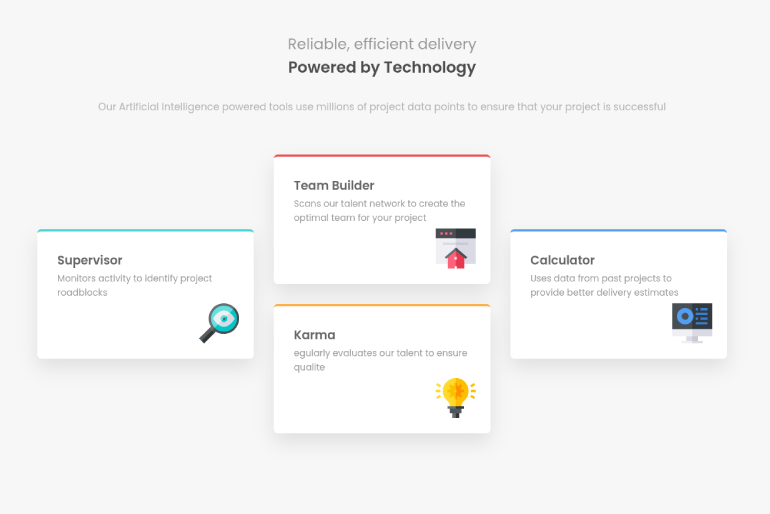 Reliable, efficient delivery
Powered by Technology
Our Artificial Intelligence powered tools use millions of project data points to ensure that your project is successful
Supervisor
Monitors activity to identify project
roadblocks
Team Builder
Scans our talent network to create the
optimal team for your project
Karma
egularly evaluates our talent to ensure
qualite
Calculator
Uses data from past projects to
provide better delivery estimates